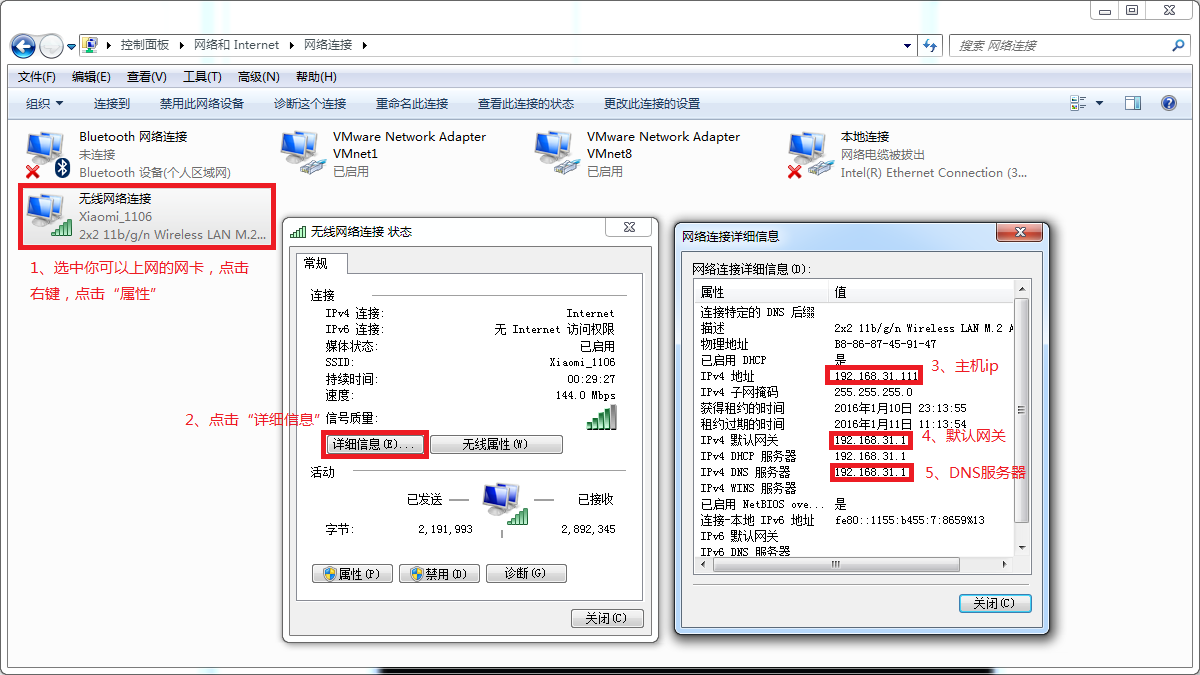 控制面板 ▸ 网络和 Internet ▸ 网络连接 ▸
搜索 网络连接
文件(F) 编辑(E) 查看(V) 工具(T) 高级(N) 帮助(H)
组织 连接到 禁用此网络设备 诊断这个连接 重命名此连接 查看此连接的状态 更改此连接的设置
Bluetooth 网络连接
未连接
Bluetooth 设备(个人区域网)
VMware Network Adapter
VMnet1
已启用
VMware Network Adapter
VMnet8
已启用
本地连接
网络电缆被拔出
Intel(R) Ethernet Connection (3...
无线网络连接
Xiaomi_1106
2x2 11b/g/n Wireless LAN M.2...
1、选中你可以上网的网卡，点击
右键，点击“属性”
无线网络连接 状态
常规
连接
IPv4 连接: Internet
IPv6 连接: 无 Internet 访问权限
媒体状态: 已启用
SSID: Xiaomi_1106
持续时间: 00:29:27
速度: 144.0 Mbps
2、点击“详细信息”
信号质量:
详细信息(E)... 无线属性(W)
活动
已发送 — — 已接收
字节: 2,191,993 2,892,345
属性(P) 禁用(D) 诊断(G)
关闭(C)
网络连接详细信息
网络连接详细信息(D):
属性 值
连接特定的 DNS 后缀
描述 2x2 11b/g/n Wireless LAN M.2 A
物理地址 B8-86-87-45-91-47
已启用 DHCP 是
IPv4 地址 192.168.31.111
3、主机ip
IPv4 子网掩码 255.255.255.0
获得租约的时间 2016年1月10日 23:13:55
租约过期的时间 2016年1月11日 11:13:54
IPv4 默认网关 192.168.31.1
4、默认网关
IPv4 DHCP 服务器 192.168.31.1
IPv4 DNS 服务器 192.168.31.1
5、DNS服务器
IPv4 WINS 服务器
已启用 NetBIOS ove... 是
连接-本地 IPv6 地址 fe80::1155:b455:7:8659%13
IPv6 默认网关
IPv6 DNS 服务器
关闭(C)